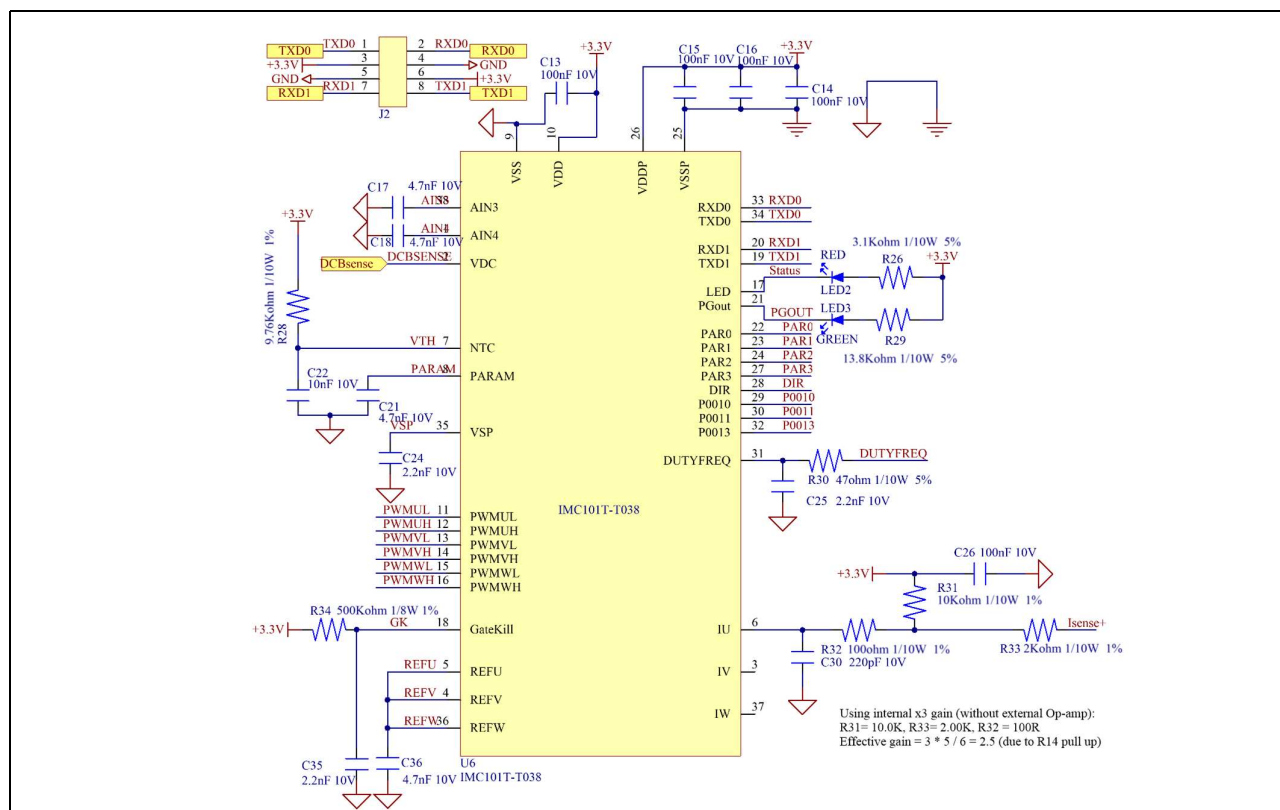 TXD0 TXD0 1 2 RXD0 RXD0
+3.3V 3 4 GND
GND 5 6 +3.3V
RXD1 RXD1 7 8 TXD1 TXD1
J2
C13
100nF 10V
+3.3V
C15
100nF 10V
C16
100nF 10V
+3.3V
C14
100nF 10V
9
10
26
25
VSS
VDD
VDDP
VSSP
C17
4.7nF 10V
AIN3
AIN3
C18
AIN4
4.7nF 10V
AIN4
DCBsense
DCBSENSE
2
VDC
+3.3V
9.76Kohm 1/10W 1%
R28
VTH 7
NTC
PARAM
8
PARAM
C22
10nF 10V
C21
4.7nF 10V
VSP
35
VSP
C24
2.2nF 10V
PWMUL 11 PWMUL
PWMUH 12 PWMUH
PWMVL 13 PWMVL
PWMVH 14 PWMVH
PWMWL 15 PWMWL
PWMWH 16 PWMWH
R34 500Kohm 1/8W 1%
+3.3V
GK
18
GateKill
REFU 5
REFU
REFV 4
REFV
REFW 36
REFW
C35
2.2nF 10V
C36
4.7nF 10V
U6
IMC101T-T038
IMC101T-T038
RXD0 33 RXD0
TXD0 34 TXD0
RXD1 20 RXD1
TXD1 19 TXD1
LED 17 Status
PGout 21 PGOUT
RED
LED2
3.1Kohm 1/10W 5%
R26
+3.3V
LED3
GREEN
R29
13.8Kohm 1/10W 5%
PAR0 22 PAR0
PAR1 23 PAR1
PAR2 24 PAR2
PAR3 27 PAR3
DIR 28 DIR
P0010 29 P0010
P0011 30 P0011
P0013 32 P0013
DUTYFREQ 31
DUTYFREQ
R30 47ohm 1/10W 5%
C25 2.2nF 10V
C26 100nF 10V
+3.3V
R31
10Kohm 1/10W 1%
IU 6
Isense+
R32 100ohm 1/10W 1%
C30 220pF 10V
R33 2Kohm 1/10W 1%
IV 3
IW 37
Using internal x3 gain (without external Op-amp):
R31= 10.0K, R33= 2.00K, R32 = 100R
Effective gain = 3 * 5 / 6 = 2.5 (due to R14 pull up)